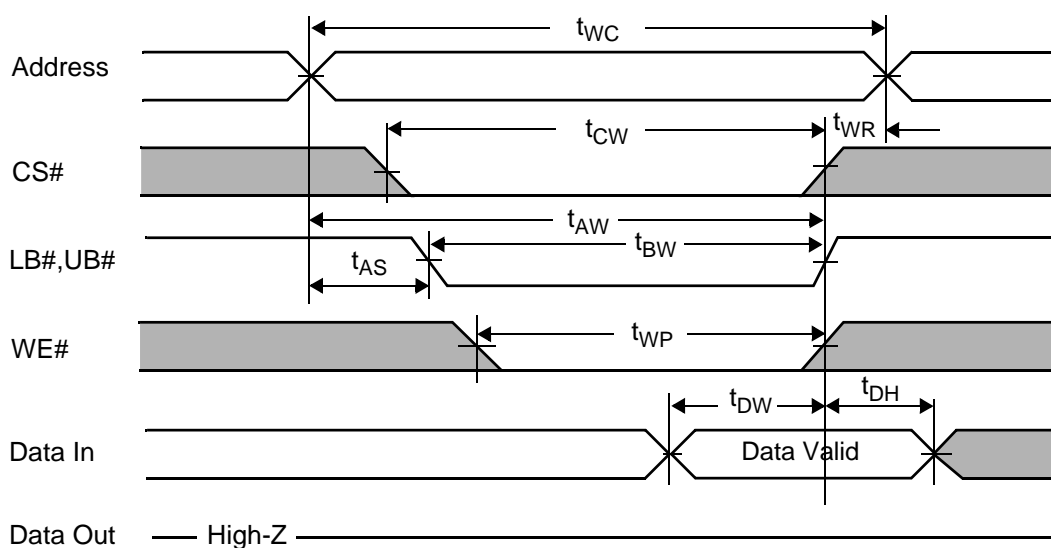 tWC
Address
tCW
tWR
CS#
tAW
tBW
LB#,UB#
tAS
WE#
tWP
tDW
tDH
Data In
Data Valid
Data Out
High-Z